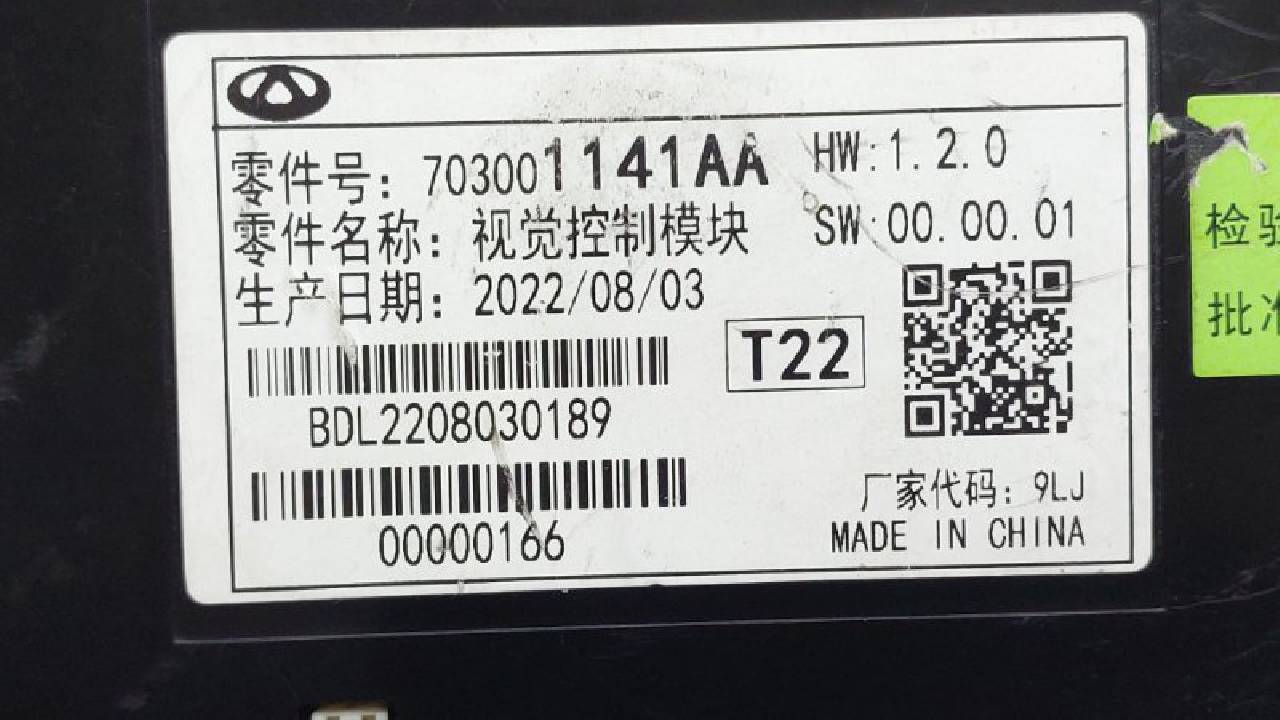 零件号: 703001141AA HW:1.2.0
零件名称: 视觉控制模块 SW:00.00.01
生产日期: 2022/08/03
T22
BDL2208030189
00000166
厂家代码: 9LJ
MADE IN CHINA
检验
批准